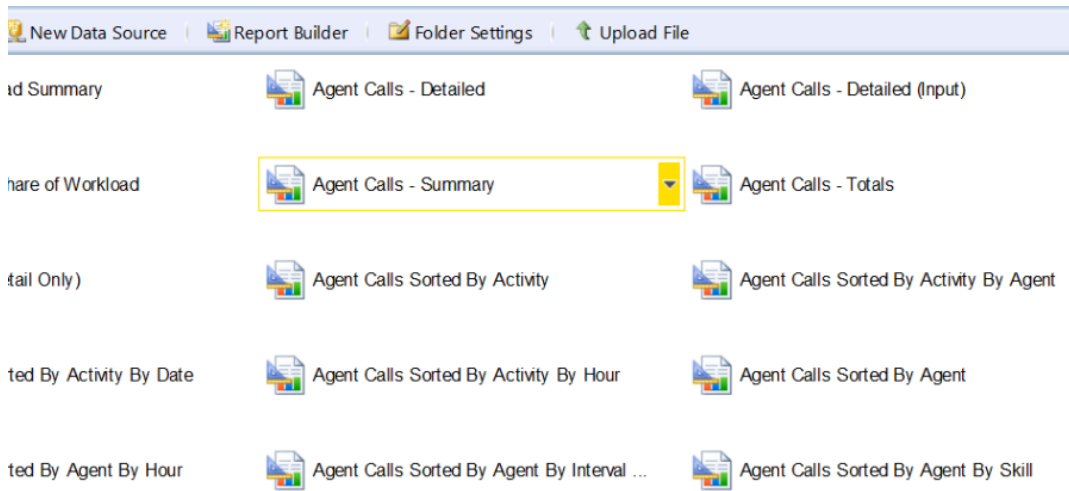 New Data Source Report Builder Folder Settings Upload File
ad Summary Agent Calls - Detailed Agent Calls - Detailed (Input)
hare of Workload Agent Calls - Summary Agent Calls - Totals
tail Only) Agent Calls Sorted By Activity Agent Calls Sorted By Activity By Agent
ted By Activity By Date Agent Calls Sorted By Activity By Hour Agent Calls Sorted By Agent
ted By Agent By Hour Agent Calls Sorted By Agent By Interval ... Agent Calls Sorted By Agent By Skill